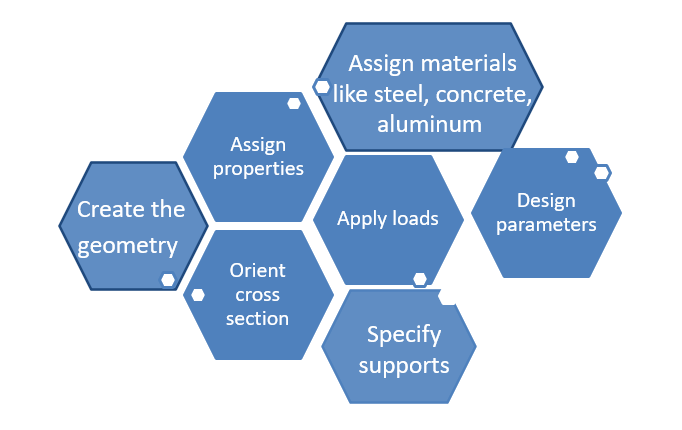 Assign materials
like steel, concrete,
aluminum
Assign
properties
Create the
geometry
Apply loads
Design
parameters
Orient
cross
section
Specify
supports